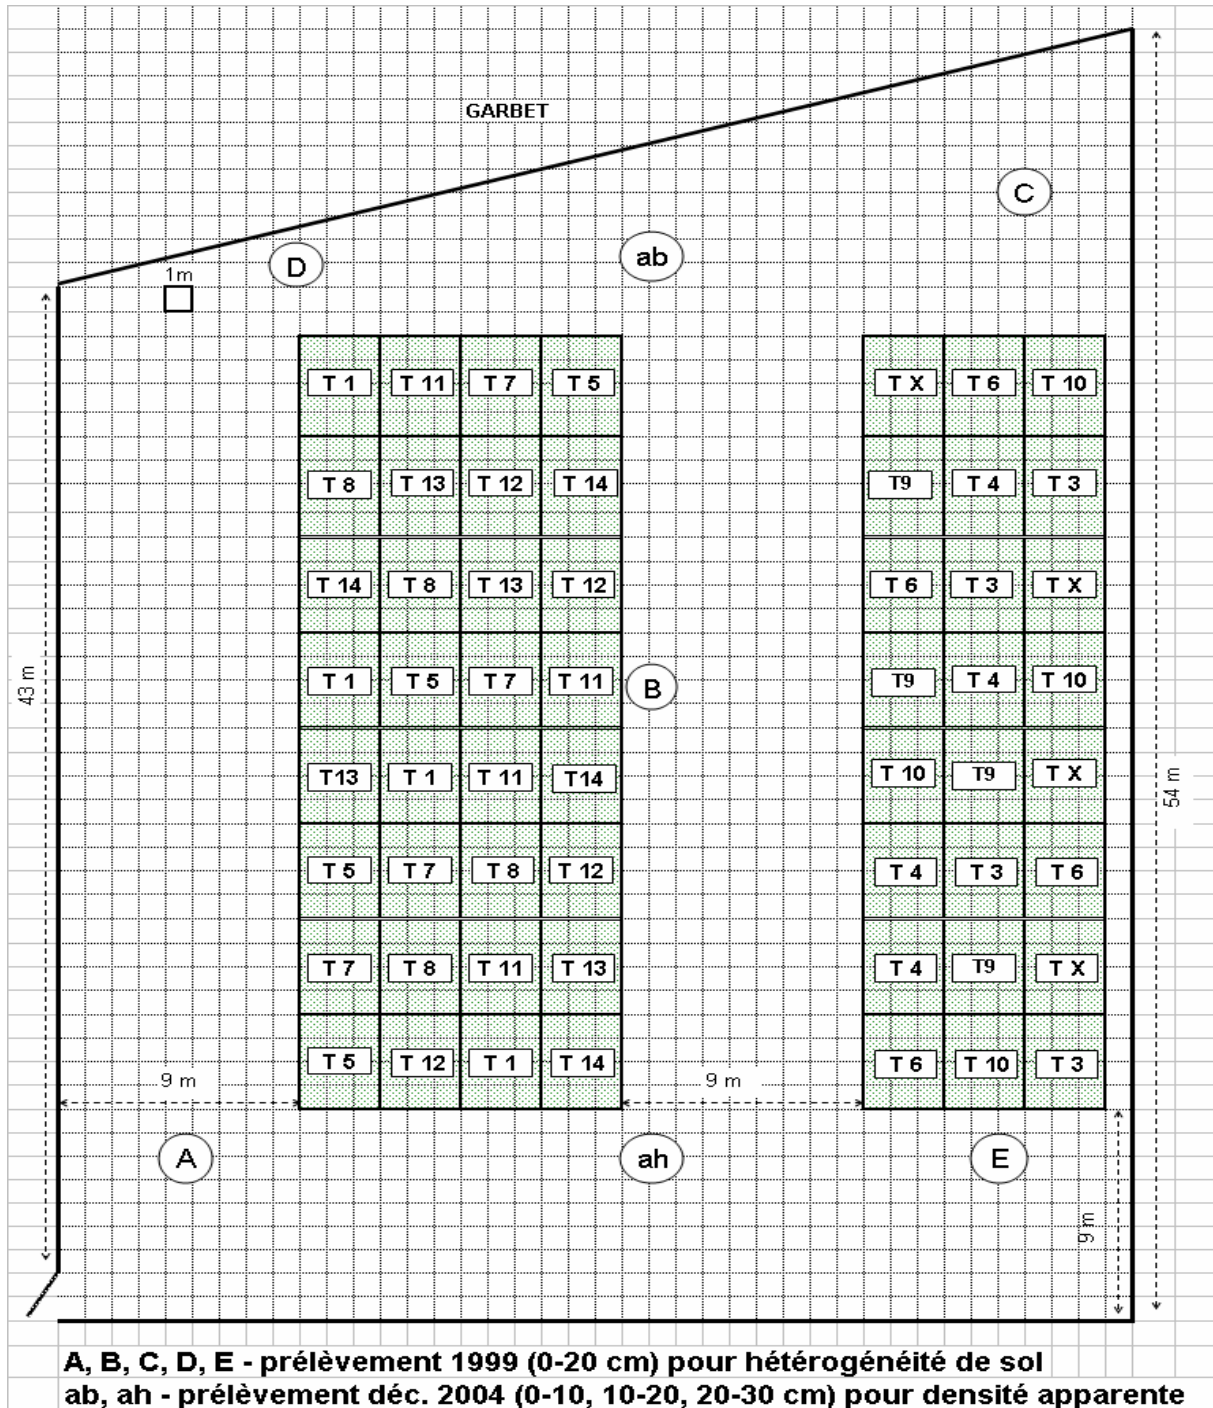 GARBET
C
ab
D
1m
T 1 T 11 T 7 T 5 T X T 6 T 10
T 8 T 13 T 12 T 14 T9 T 4 T 3
T 14 T 8 T 13 T 12 T 6 T 3 T X
T 1 T 5 T 7 T 11 B T9 T 4 T 10
43 m
T13 T 1 T 11 T14 T 10 T9 T X
54 m
T 5 T 7 T 8 T 12 T 4 T 3 T 6
T 7 T 8 T 11 T 13 T 4 T9 T X
T 5 T 12 T 1 T 14 T 6 T 10 T 3
9 m 9 m
A ah E
9 m
A, B, C, D, E - prélèvement 1999 (0-20 cm) pour hétérogénéité de sol
ab, ah - prélèvement déc. 2004 (0-10, 10-20, 20-30 cm) pour densité apparente